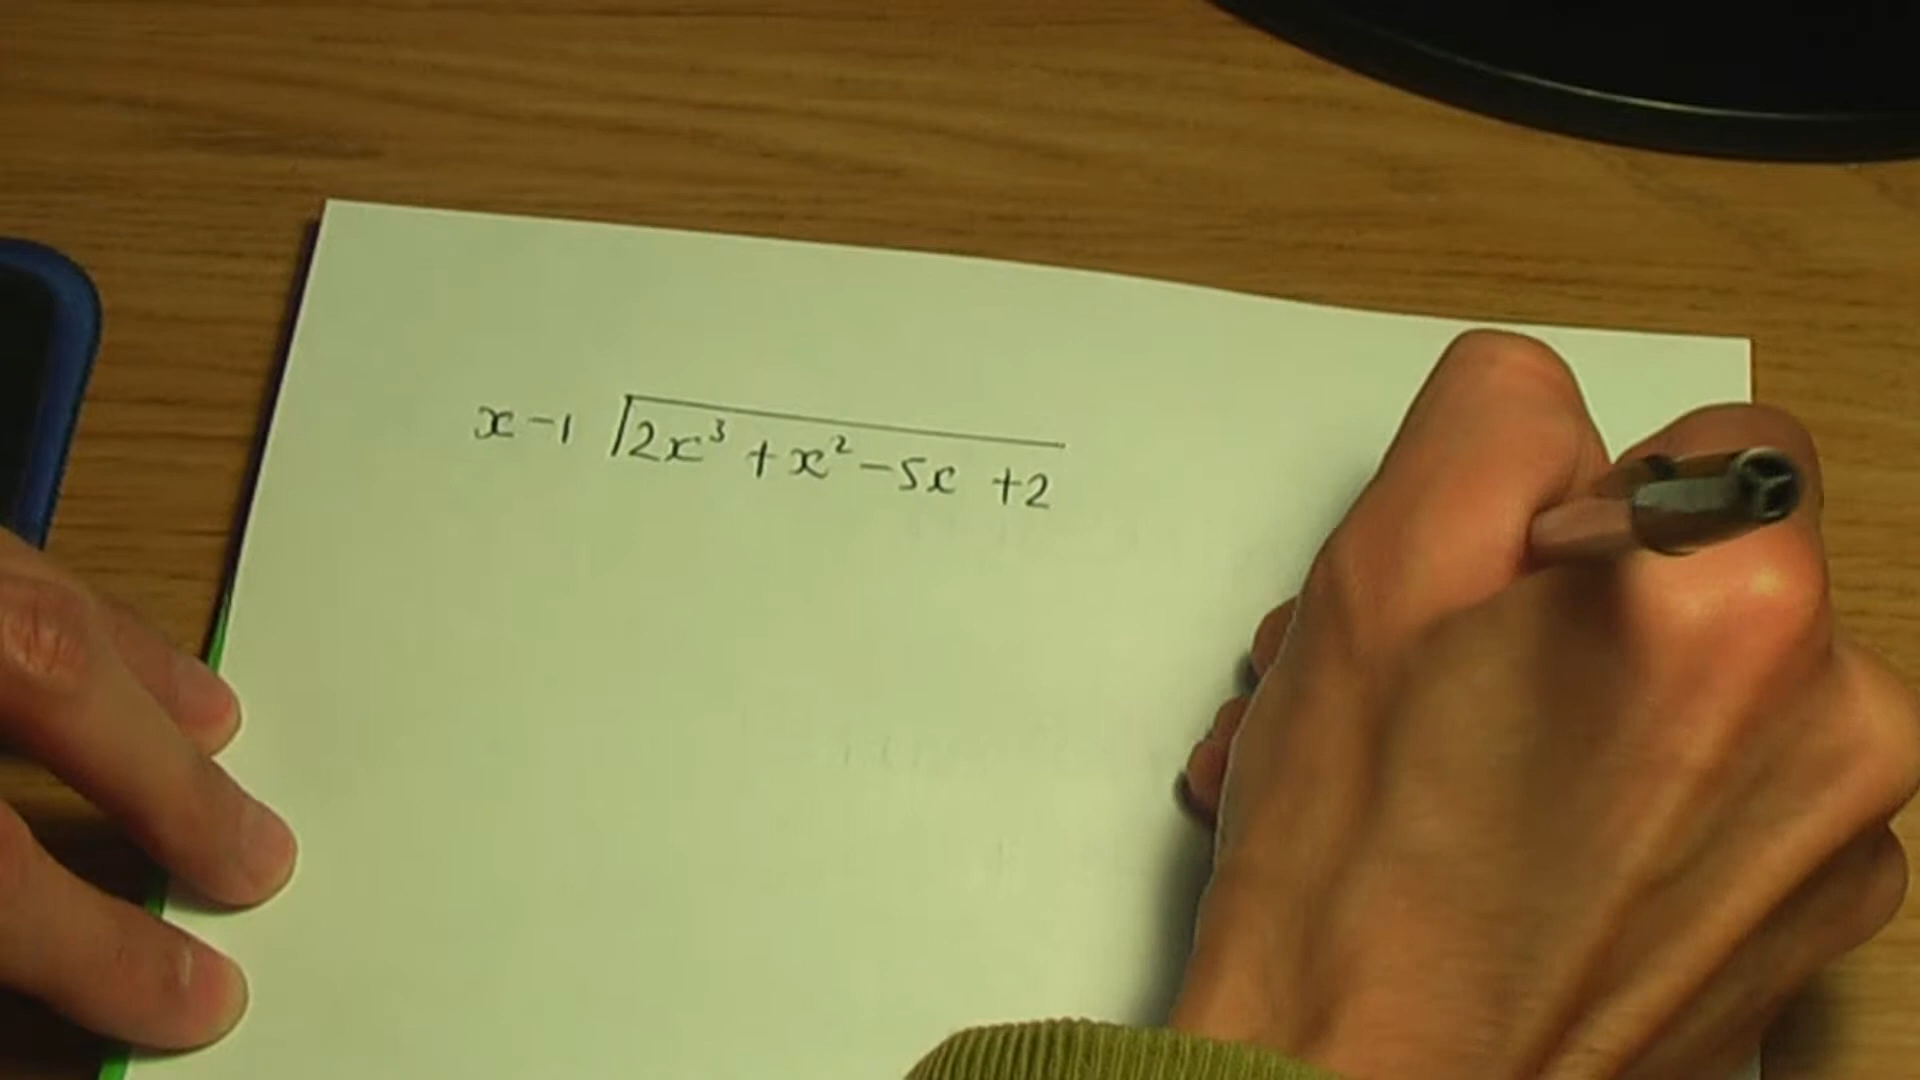 x-1 |2x³ +x² -5x +2